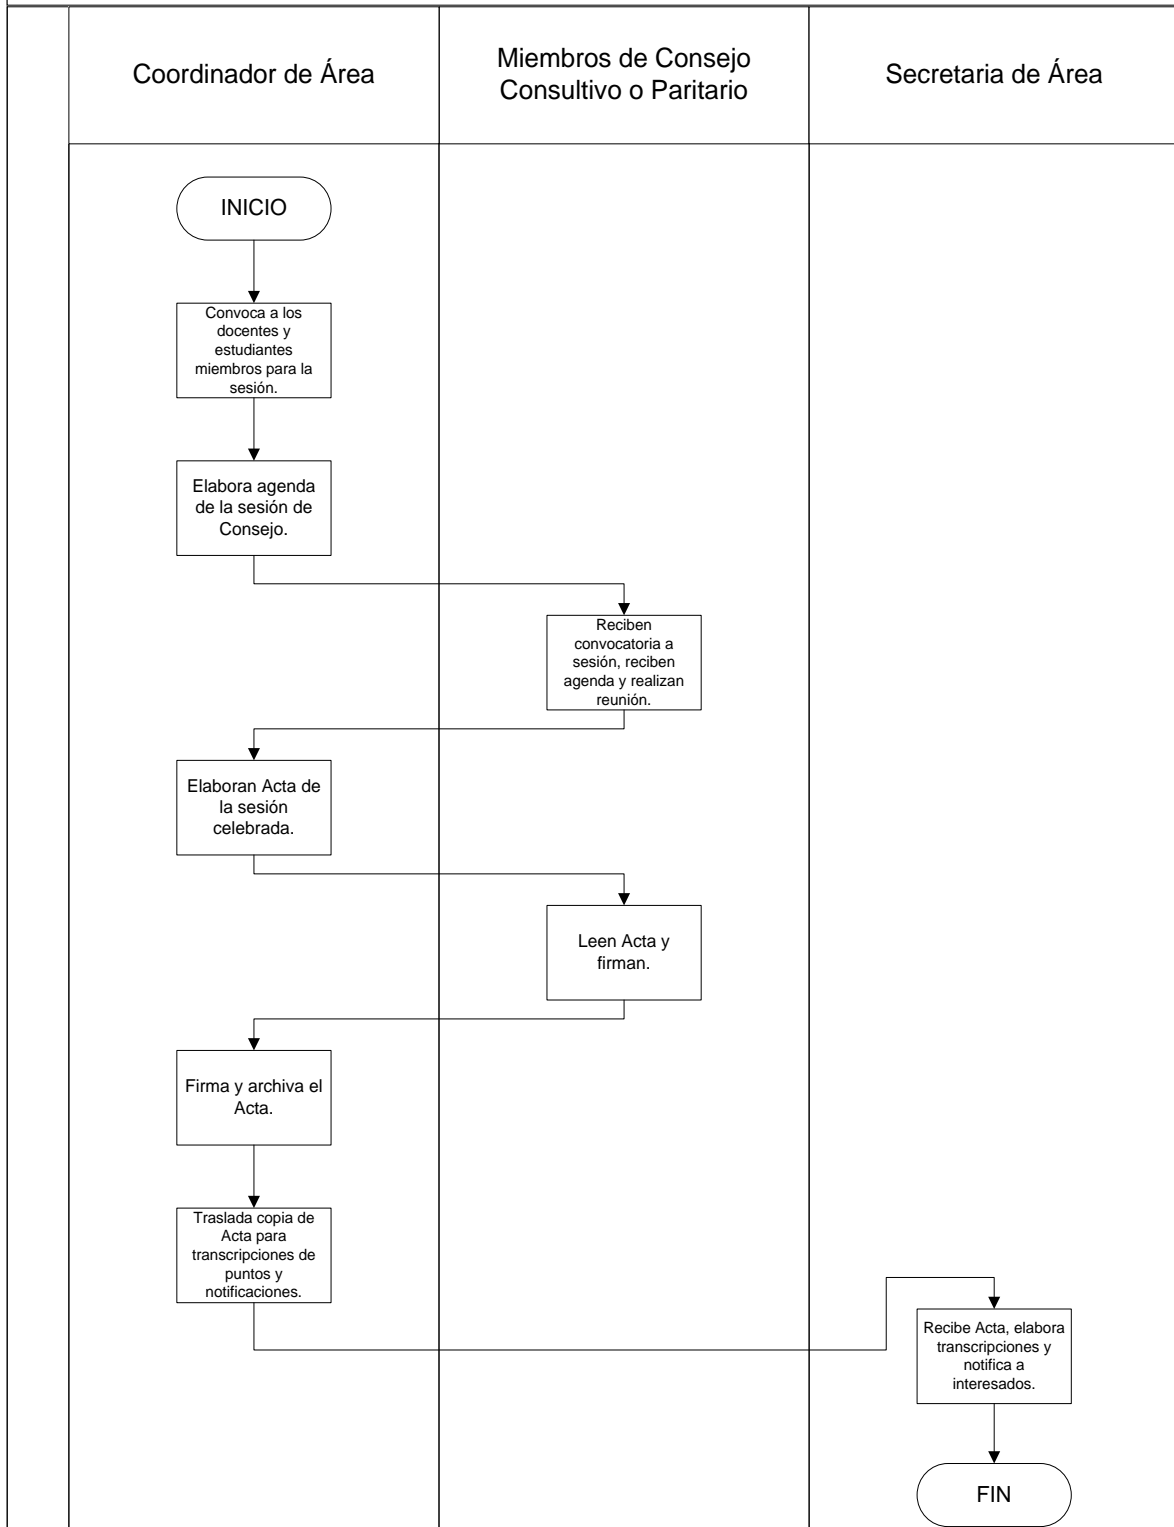 Coordinador de Área
Miembros de Consejo
Consultivo o Paritario
Secretaria de Área
INICIO
Convoca a los
docentes y
estudiantes
miembros para la
sesión.
Elabora agenda
de la sesión de
Consejo.
Reciben
convocatoria a
sesión, reciben
agenda y realizan
reunión.
Elaboran Acta de
la sesión
celebrada.
Leen Acta y
firman.
Firma y archiva el
Acta.
Traslada copia de
Acta para
transcripciones de
puntos y
notificaciones.
Recibe Acta, elabora
transcripciones y
notifica a
interesados.
FIN